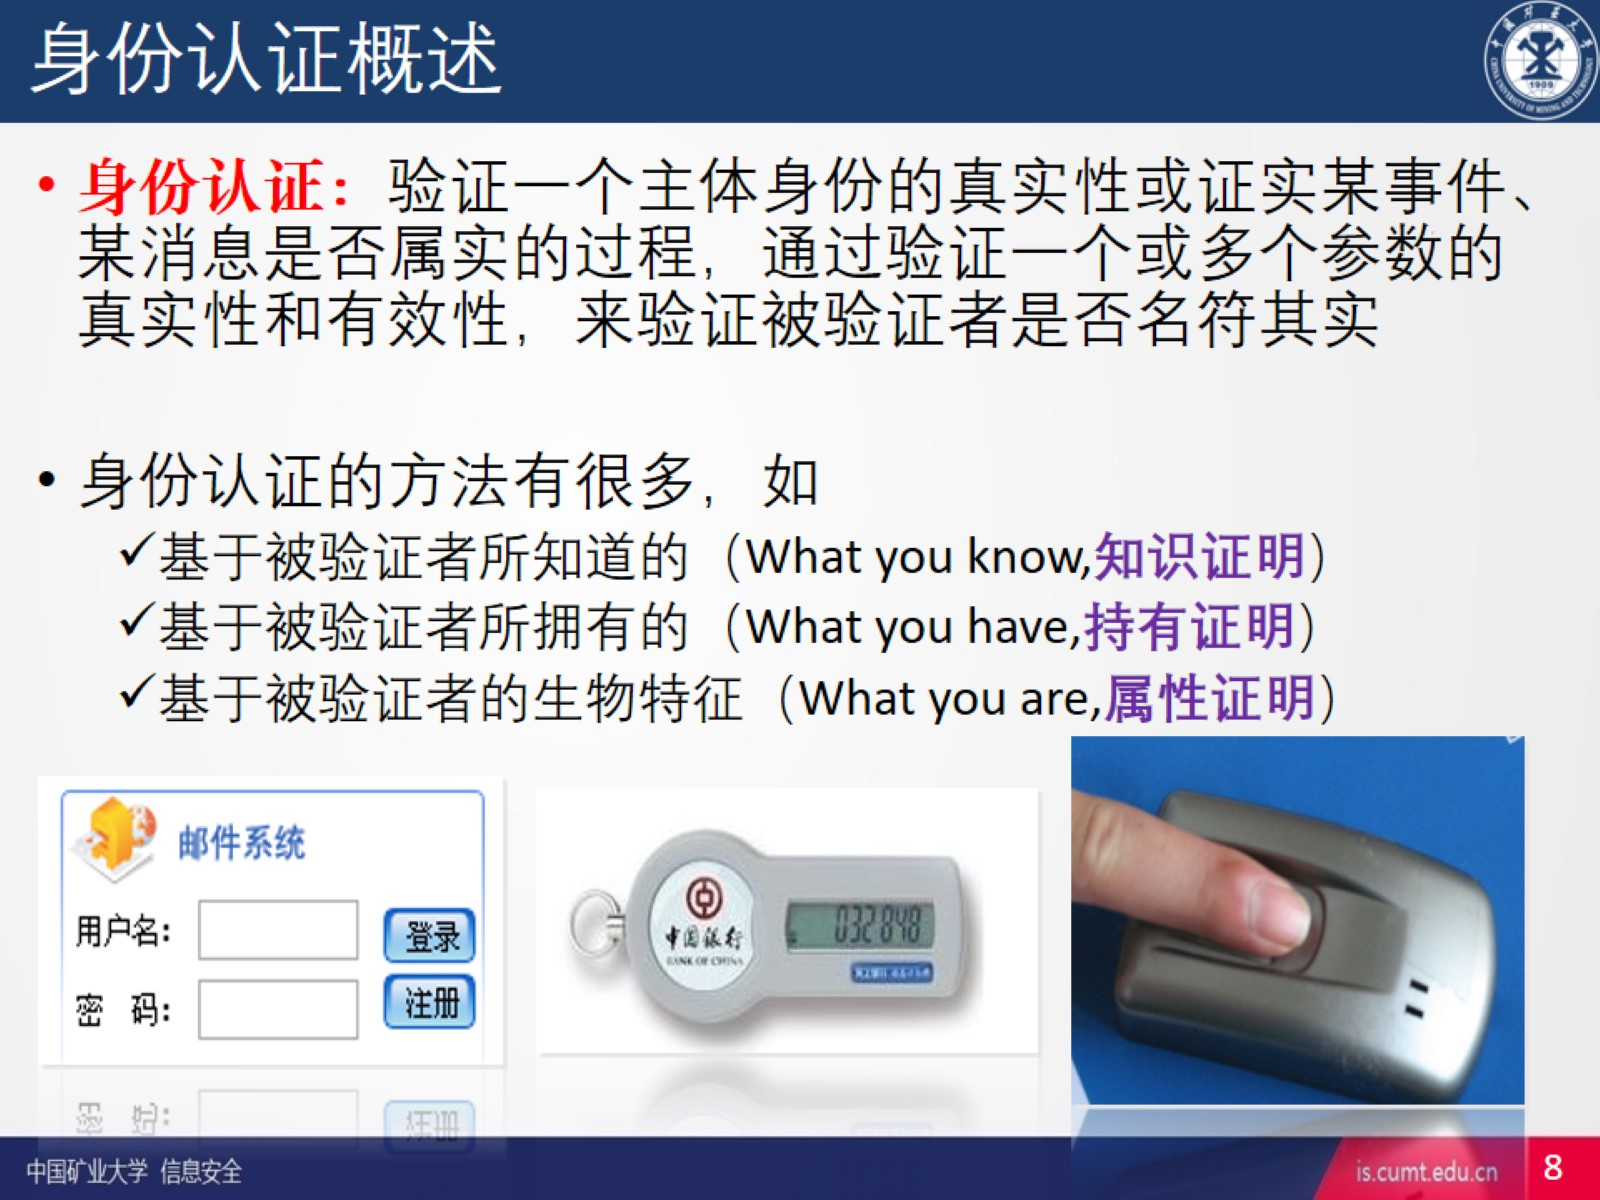 身份认证概述
1909
• 身份认证：验证一个主体身份的真实性或证实某事件、
某消息是否属实的过程，通过验证一个或多个参数的
真实性和有效性，来验证被验证者是否名符其实
• 身份认证的方法有很多，如
✓基于被验证者所知道的（What you know,知识证明）
✓基于被验证者所拥有的（What you have,持有证明）
✓基于被验证者的生物特征（What you are,属性证明）
邮件系统
用户名：
登录
密 码：
注册
中国银行
BANK OF CHINA
032848
中国矿业大学 信息安全
is.cumt.edu.cn
8